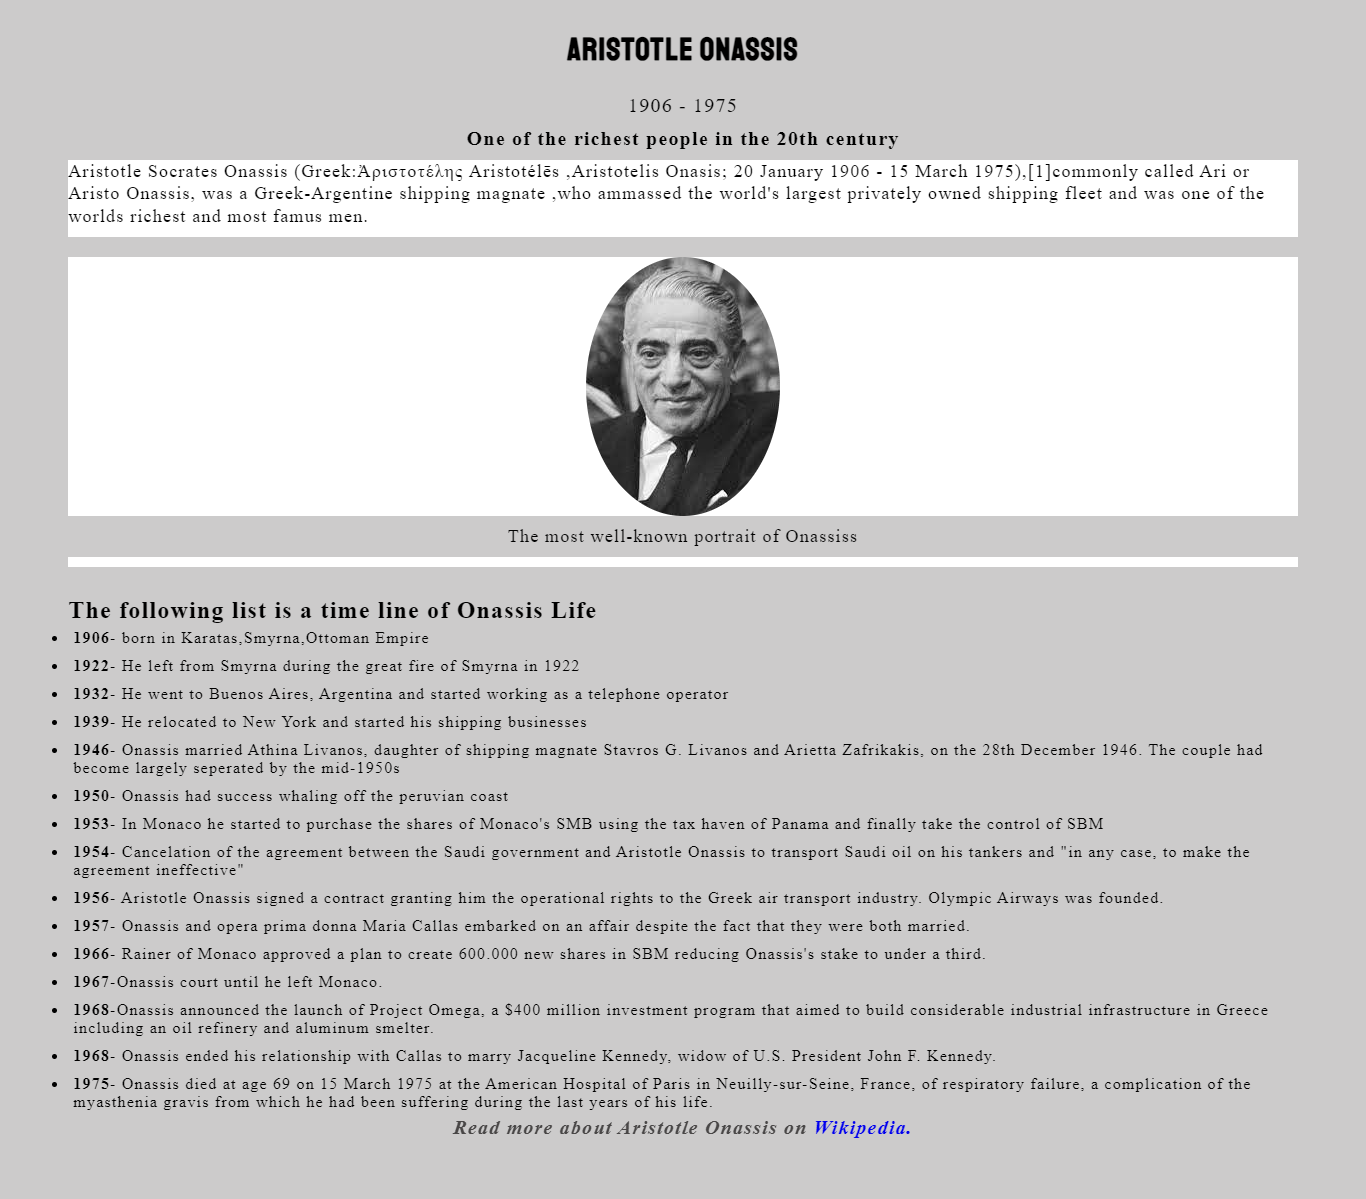 ARISTOTLE ONASSIS
1906 - 1975
One of the richest people in the 20th century
Aristotle Socrates Onassis (Greek:Ἀριστοτέλης Aristotélēs ,Aristotelis Onasis; 20 January 1906 - 15 March 1975),[1]commonly called Ari or
Aristo Onassis, was a Greek-Argentine shipping magnate ,who ammassed the world's largest privately owned shipping fleet and was one of the
worlds richest and most famus men.
The most well-known portrait of Onassiss
The following list is a time line of Onassis Life
1906- born in Karatas,Smyrna,Ottoman Empire
1922- He left from Smyrna during the great fire of Smyrna in 1922
1932- He went to Buenos Aires, Argentina and started working as a telephone operator
1939- He relocated to New York and started his shipping businesses
1946- Onassis married Athina Livanos, daughter of shipping magnate Stavros G. Livanos and Arietta Zafrikakis, on the 28th December 1946. The couple had
become largely seperated by the mid-1950s
1950- Onassis had success whaling off the peruvian coast
1953- In Monaco he started to purchase the shares of Monaco's SMB using the tax haven of Panama and finally take the control of SBM
1954- Cancelation of the agreement between the Saudi government and Aristotle Onassis to transport Saudi oil on his tankers and "in any case, to make the
agreement ineffective"
1956- Aristotle Onassis signed a contract granting him the operational rights to the Greek air transport industry. Olympic Airways was founded.
1957- Onassis and opera prima donna Maria Callas embarked on an affair despite the fact that they were both married.
1966- Rainer of Monaco approved a plan to create 600.000 new shares in SBM reducing Onassis's stake to under a third.
1967-Onassis court until he left Monaco.
1968-Onassis announced the launch of Project Omega, a $400 million investment program that aimed to build considerable industrial infrastructure in Greece
including an oil refinery and aluminum smelter.
1968- Onassis ended his relationship with Callas to marry Jacqueline Kennedy, widow of U.S. President John F. Kennedy.
1975- Onassis died at age 69 on 15 March 1975 at the American Hospital of Paris in Neuilly-sur-Seine, France, of respiratory failure, a complication of the
myasthenia gravis from which he had been suffering during the last years of his life.
Read more about Aristotle Onassis on Wikipedia.